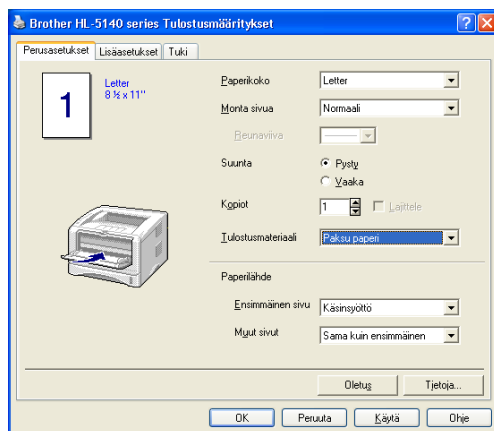 Brother HL-5140 series Tulostusmääritykset
Perusasetukset Lisäasetukset Tuki
1
Letter
8 ½ x 11"
Paperikoko Letter
Monta sivua Normaali
Reunaviiva
Suunta Pysty
Vaaka
Kopiot 1 Lajittele
Tulostusmateriaali Paksu paperi
Paperilähde
Ensimmäinen sivu Käsinsyöttö
Muut sivut Sama kuin ensimmäinen
Oletus Tjetoja...
OK Peruuta Käytä Ohje